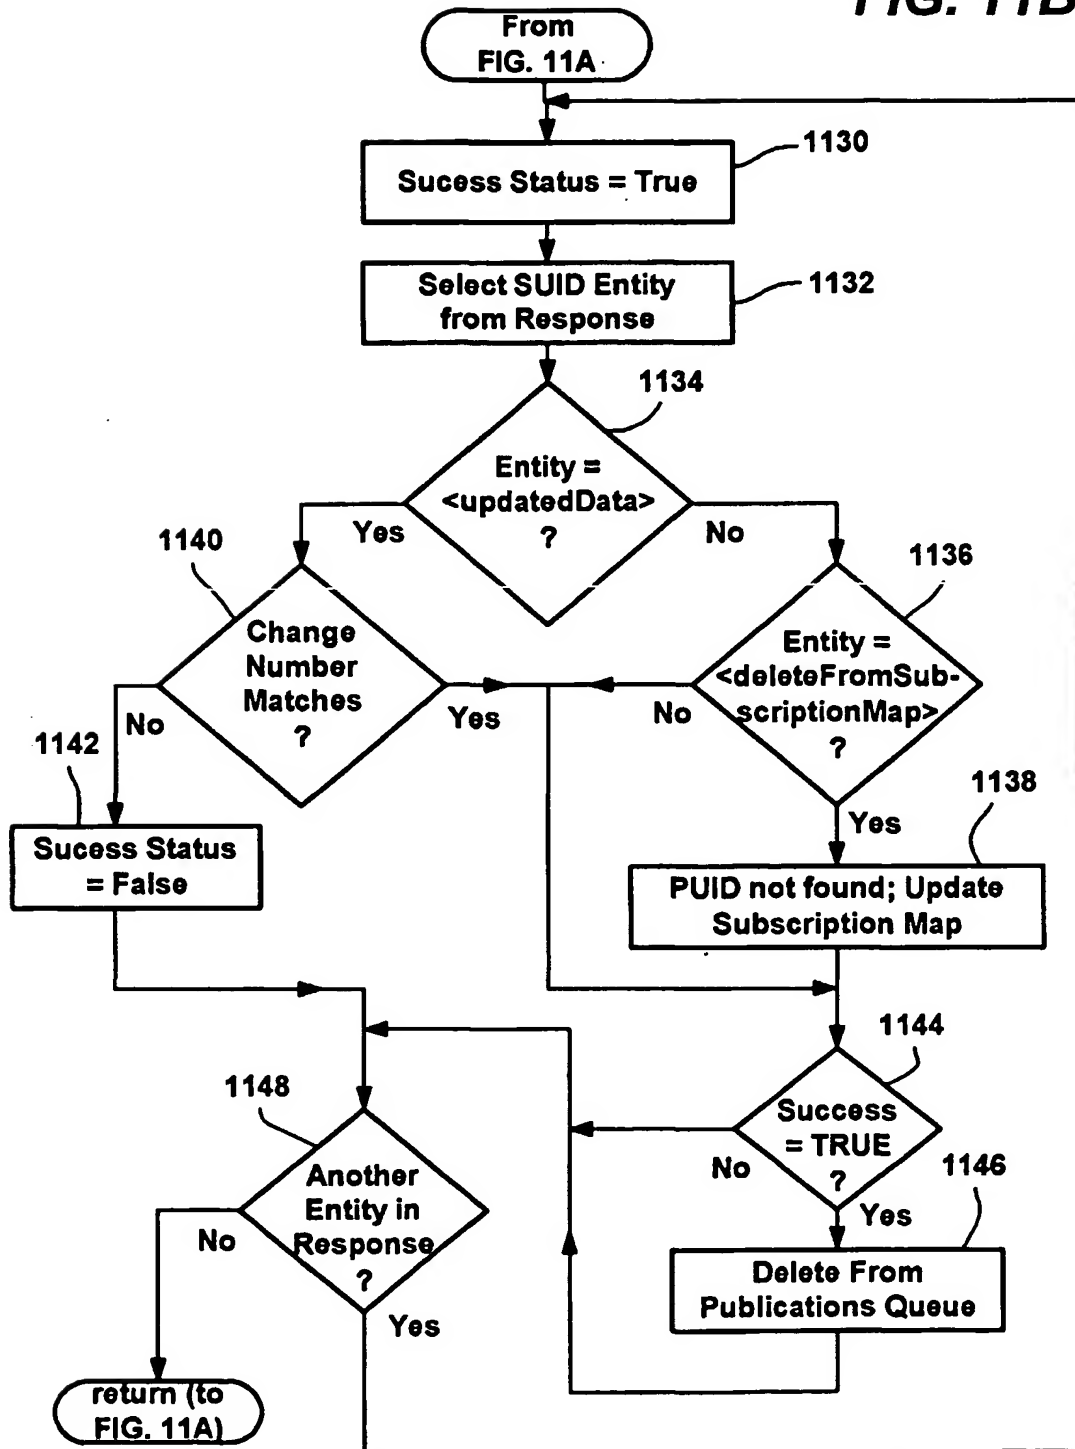 FIG. 11B
From
FIG. 11A
1130
Sucess Status = True
1132
Select SUID Entity
from Response
1134
Entity =
<updatedData>
?
Yes
No
1140
1136
Change
Number
Matches
?
Entity =
<deleteFromSub-
scriptionMap>
?
No
Yes
No
1142
1138
Yes
Sucess Status
= False
PUID not found; Update
Subscription Map
1144
1148
Success
= TRUE
?
No
1146
Another
Entity in
Response
?
Yes
No
Delete From
Publications Queue
Yes
return (to
FIG. 11A)